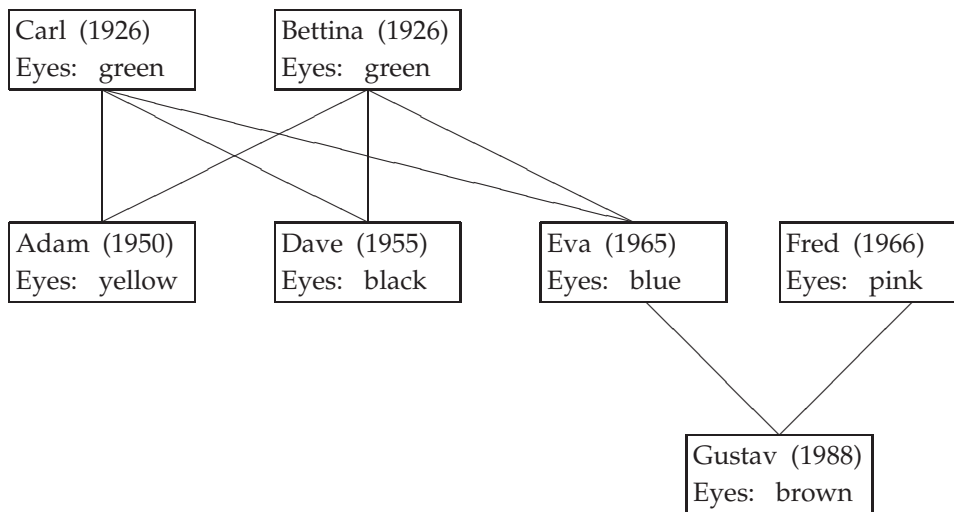 Carl (1926)
Eyes: green
Bettina (1926)
Eyes: green
Adam (1950)
Eyes: yellow
Dave (1955)
Eyes: black
Eva (1965)
Eyes: blue
Fred (1966)
Eyes: pink
Gustav (1988)
Eyes: brown